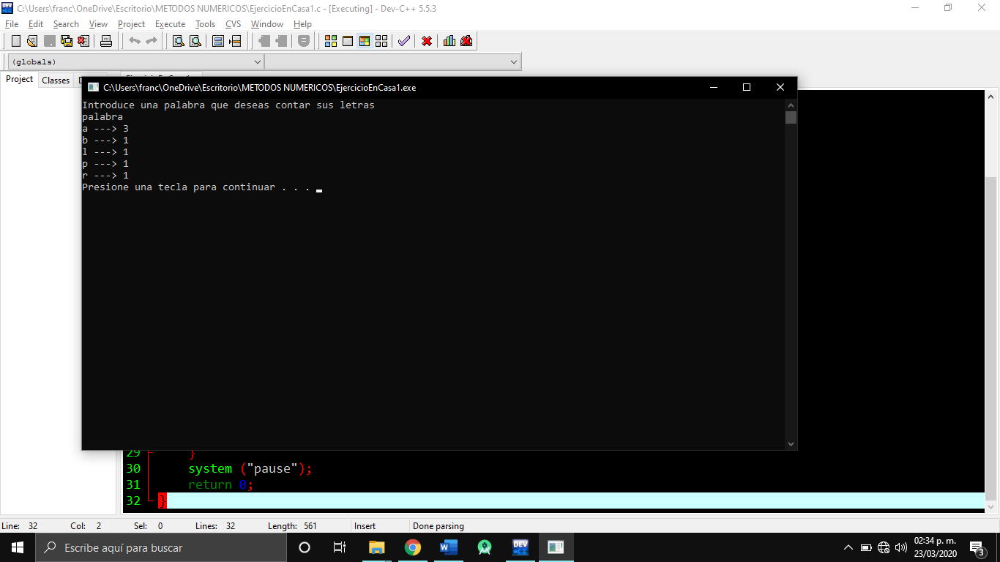 C:\Users\franc\OneDrive\Escritorio\METODOS NUMERICOS\EjercicioEnCasa1.c - [Executing] - Dev-C++ 5.5.3
File Edit Search View Project Execute Tools CVS Window Help
(globals)
Project Classes
C:\Users\franc\OneDrive\Escritorio\METODOS NUMERICOS\EjercicioEnCasa1.exe
Introduce una palabra que deseas contar sus letras
palabra
a ---> 3
b ---> 1
l ---> 1
p ---> 1
r ---> 1
Presione una tecla para continuar . . .
29 }
30 system ("pause");
31 return 0;
32 }
Line: 32 Col: 2 Sel: 0 Lines: 32 Length: 561 Insert Done parsing
Escribe aquí para buscar
DEV
C++
02:34 p. m.
23/03/2020
3